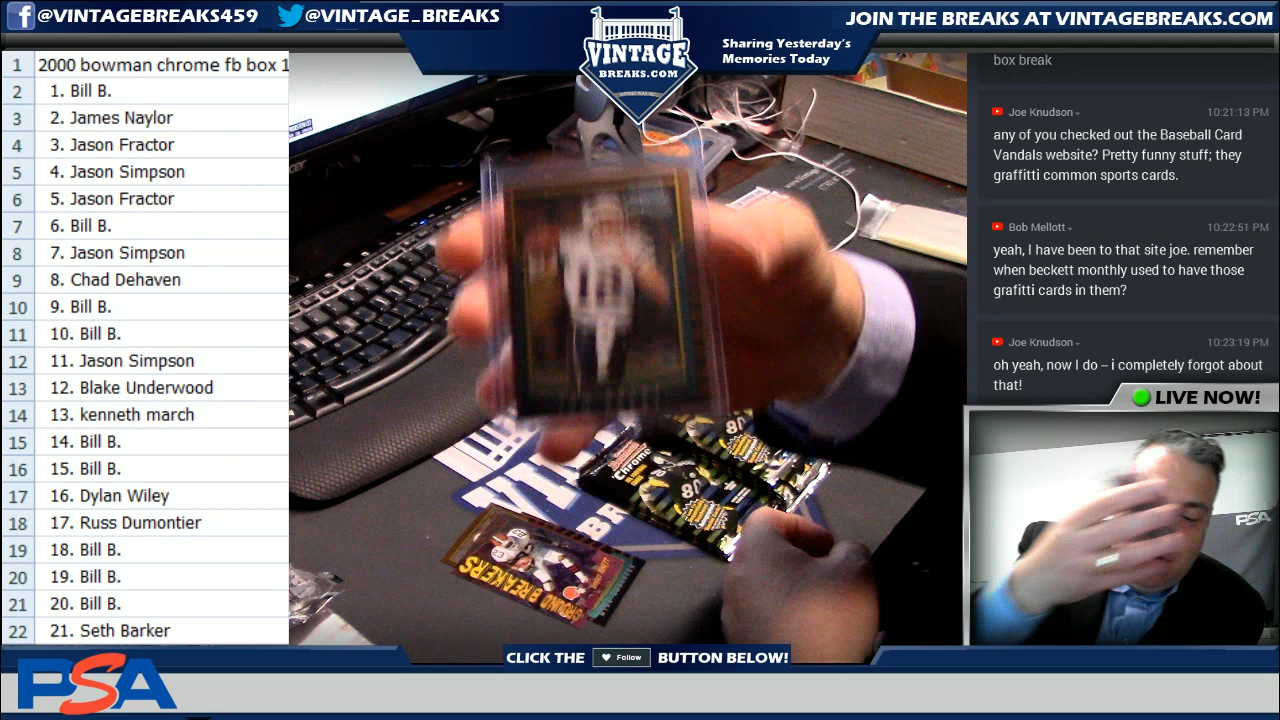 @VINTAGEBREAKS459
@VINTAGE_BREAKS
VINTAGE
BREAKS.COM
Sharing Yesterday's
Memories Today
JOIN THE BREAKS AT VINTAGEBREAKS.COM
1 2000 bowman chrome fb box 1
2 1. Bill B.
3 2. James Naylor
4 3. Jason Fractor
5 4. Jason Simpson
6 5. Jason Fractor
7 6. Bill B.
8 7. Jason Simpson
9 8. Chad Dehaven
10 9. Bill B.
11 10. Bill B.
12 11. Jason Simpson
13 12. Blake Underwood
14 13. kenneth march
15 14. Bill B.
16 15. Bill B.
17 16. Dylan Wiley
18 17. Russ Dumontier
19 18. Bill B.
20 19. Bill B.
21 20. Bill B.
22 21. Seth Barker
acer
Chrome
80
80
GROUND BREAKERS
box break
Joe Knudson 10:21:13 PM
any of you checked out the Baseball Card
Vandals website? Pretty funny stuff; they
graffitti common sports cards.
Bob Mellott 10:22:51 PM
yeah, I have been to that site joe. remember
when beckett monthly used to have those
grafitti cards in them?
Joe Knudson 10:23:19 PM
oh yeah, now I do – i completely forgot about
that!
LIVE NOW!
PSA
CLICK THE Follow BUTTON BELOW!
PSA